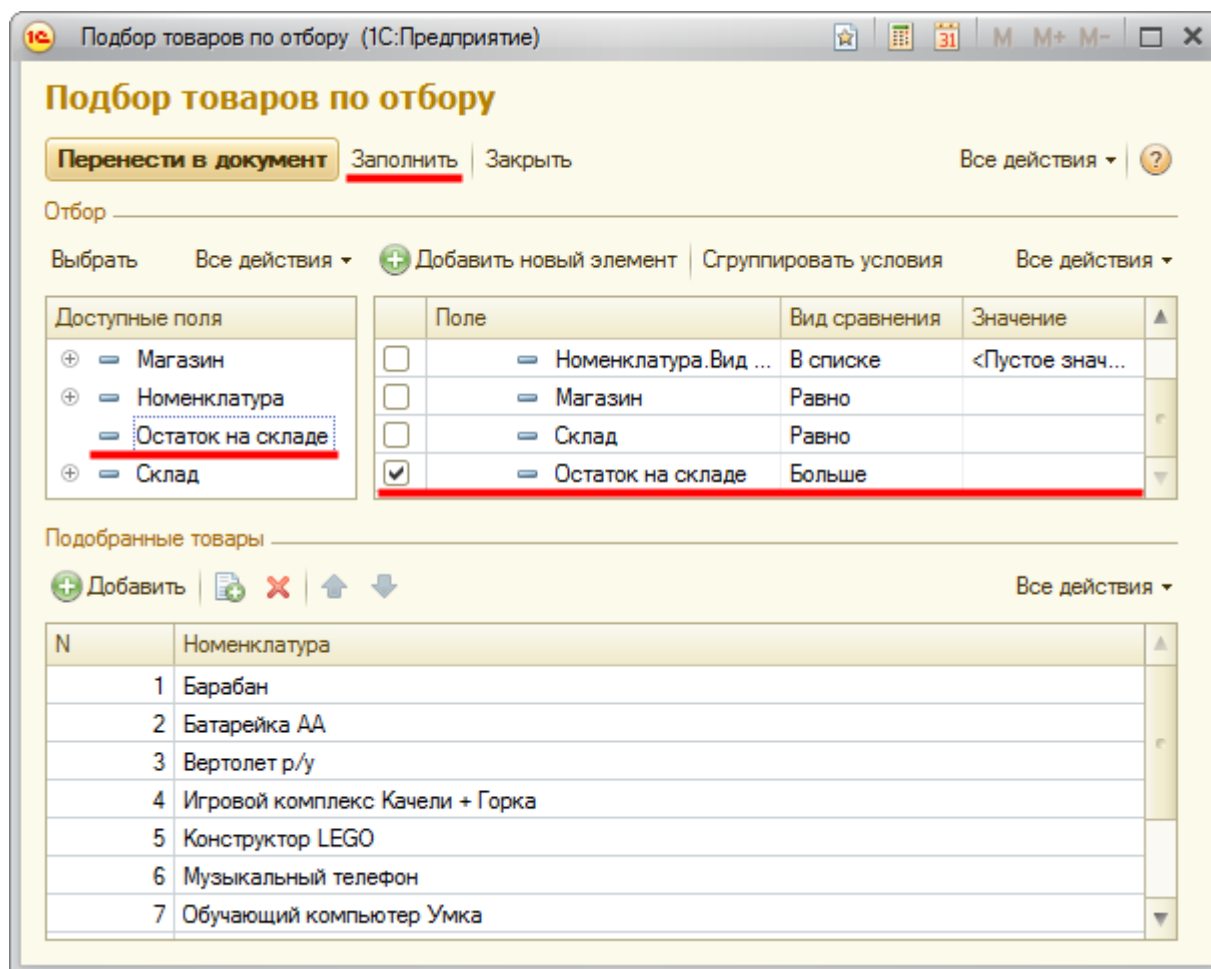 1С Подбор товаров по отбору (1С:Предприятие) 31 M M+ M-
Подбор товаров по отбору
Перенести в документ Заполнить Закрыть Все действия ?
Отбор
Выбрать Все действия Добавить новый элемент Сгруппировать условия Все действия
Доступные поля Поле Вид сравнения Значение
Магазин Номенклатура.Вид ... В списке <Пустое знач...
Номенклатура Магазин Равно
Остаток на складе Склад Равно
Склад Остаток на складе Больше
Подобранные товары
Добавить Все действия
N Номенклатура
1 Барабан
2 Батарейка АА
3 Вертолет р/у
4 Игровой комплекс Качели + Горка
5 Конструктор LEGO
6 Музыкальный телефон
7 Обучающий компьютер Умка